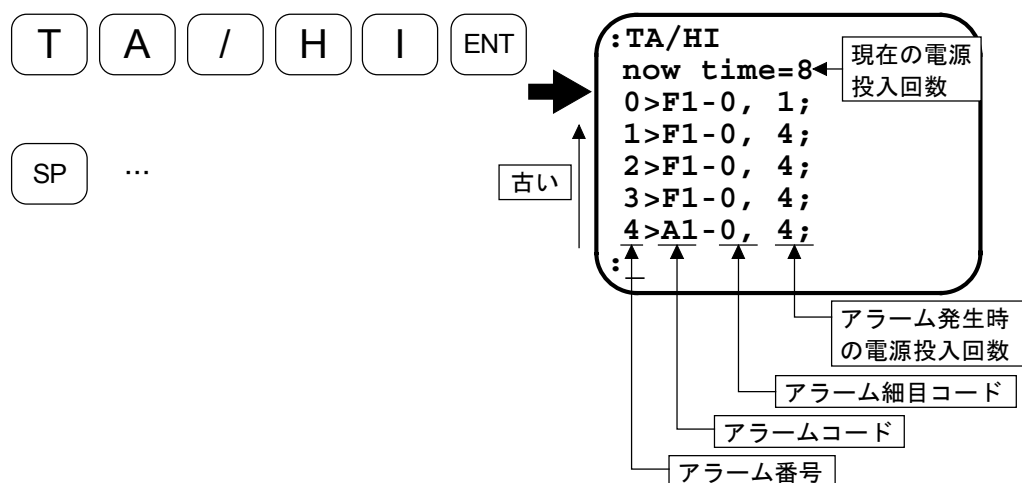 T A / H I ENT
SP ...
:TA/HI
now time=8
0>F1-0, 1;
1>F1-0, 4;
2>F1-0, 4;
3>F1-0, 4;
4>A1-0, 4;
:_
現在の電源
投入回数
古い
アラーム発生時
の電源投入回数
アラーム細目コード
アラームコード
アラーム番号